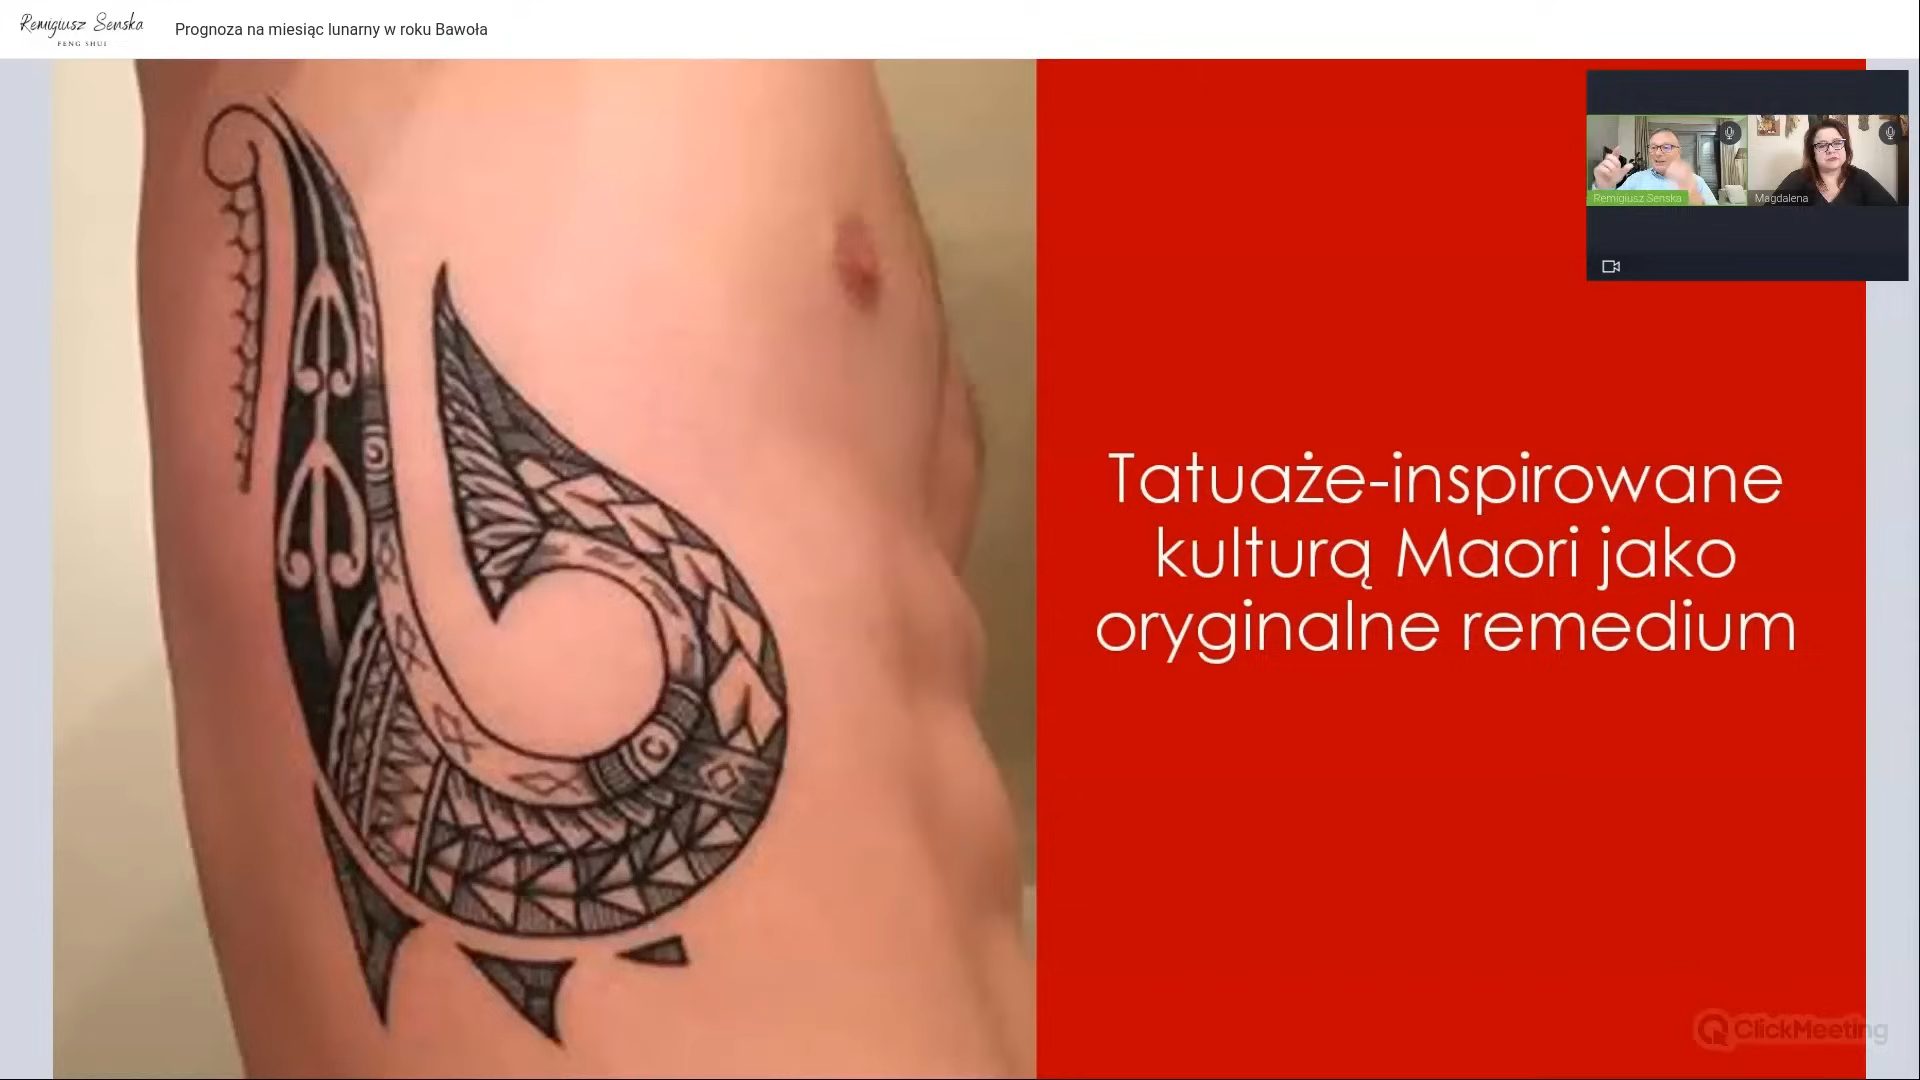 Remigiusz Senska
FENG SHUI
Prognoza na miesiąc lunarny w roku Bawoła
Remigiusz Senska
Magdalena
Tatuaże-inspirowane
kulturą Maori jako
oryginalne remedium
ClickMeeting